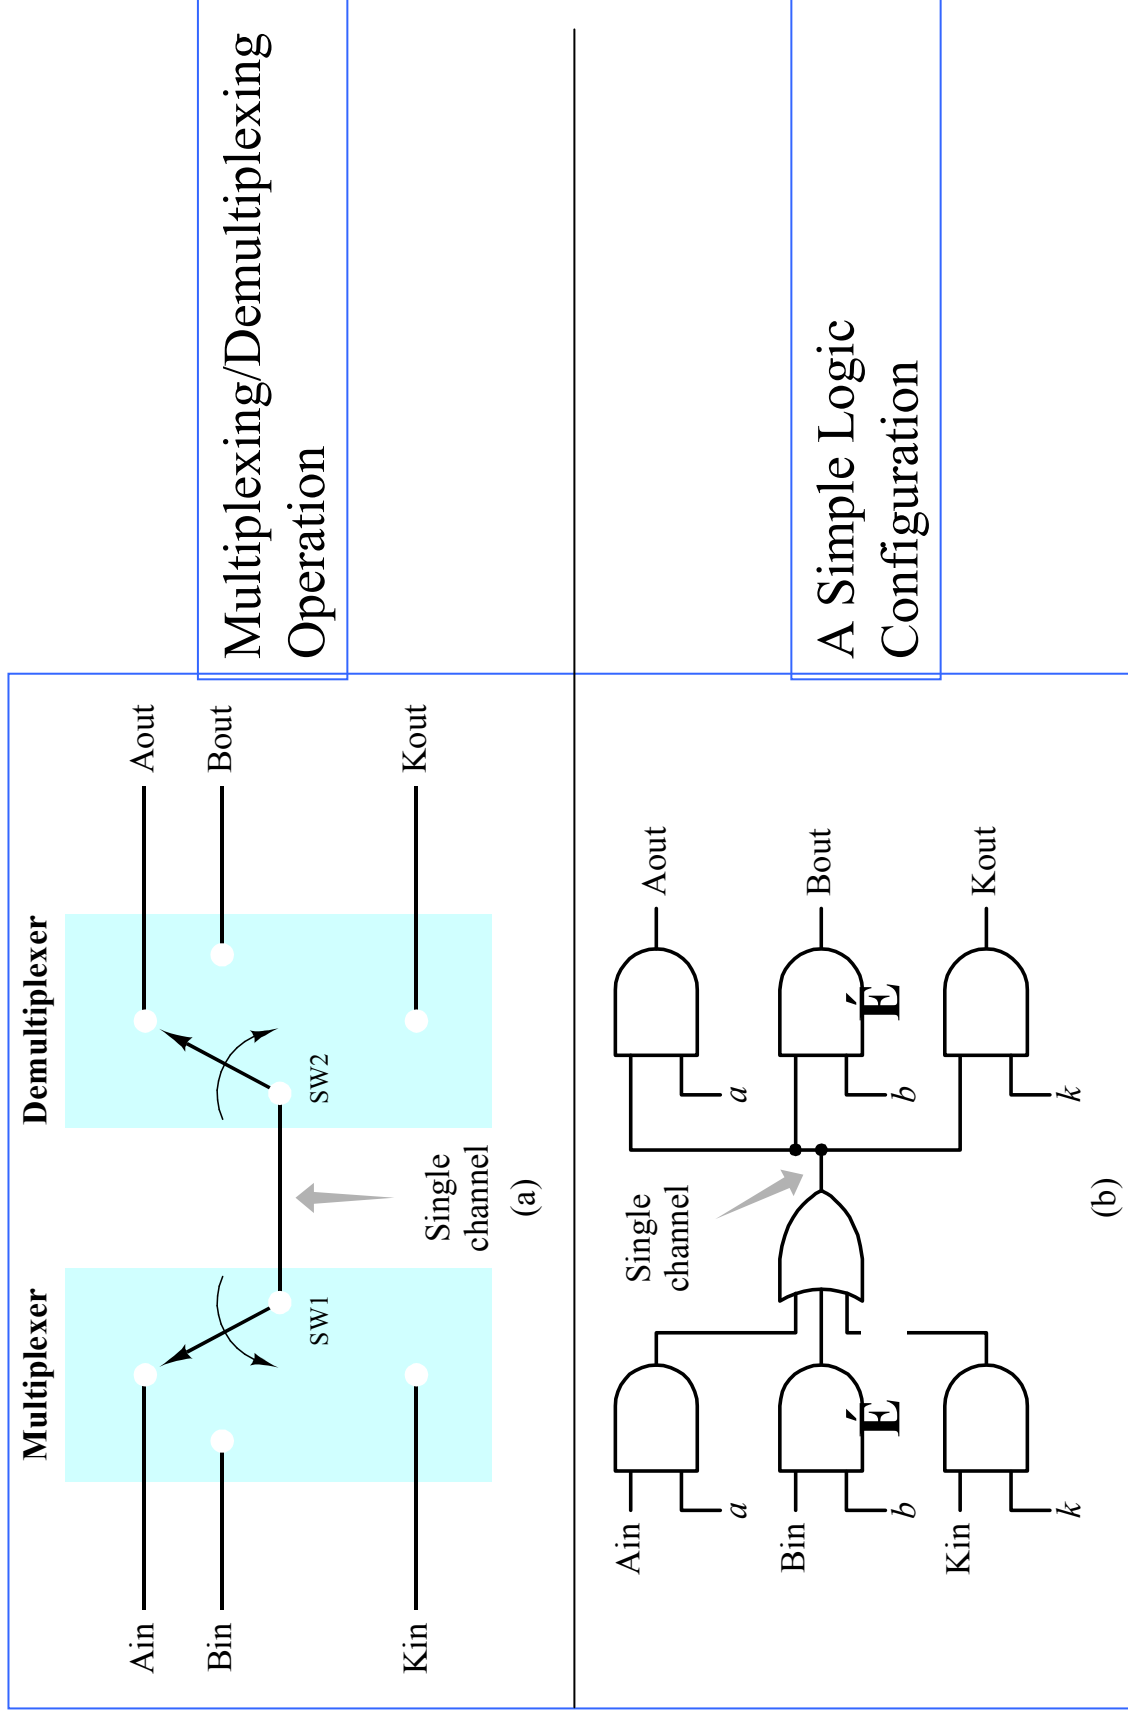 Multiplexer
Demultiplexer
Ain
Aout
Bin
Bout
SW1
SW2
Kin
Kout
Single
channel
(a)
Multiplexing/Demultiplexing
Operation
Ain
a
Bin
b
É
Kin
k
Single
channel
a
Aout
b
É
Bout
k
Kout
(b)
A Simple Logic
Configuration